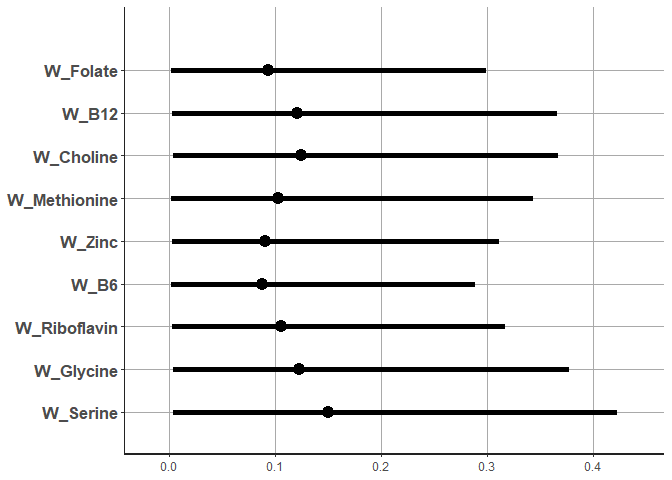 W_Folate
W_B12
W_Choline
W_Methionine
W_Zinc
W_B6
W_Riboflavin
W_Glycine
W_Serine
0.0 0.1 0.2 0.3 0.4